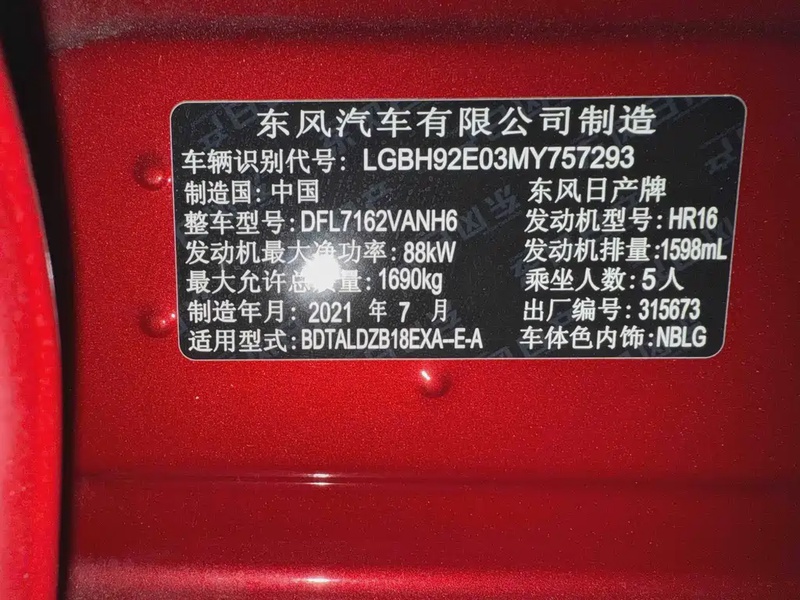 东风汽车有限公司制造
车辆识别代号：LGBH92E03MY757293
制造国：中国 东风日产牌
整车型号：DFL7162VANH6 发动机型号：HR16
发动机最大净功率：88kW 发动机排量：1598mL
最大允许总 量：1690kg 乘坐人数：5人
制造年月：2021 年 7 月 出厂编号：315673
适用型式：BDTALDZB18EXA-E-A 车体色内饰：NBLG